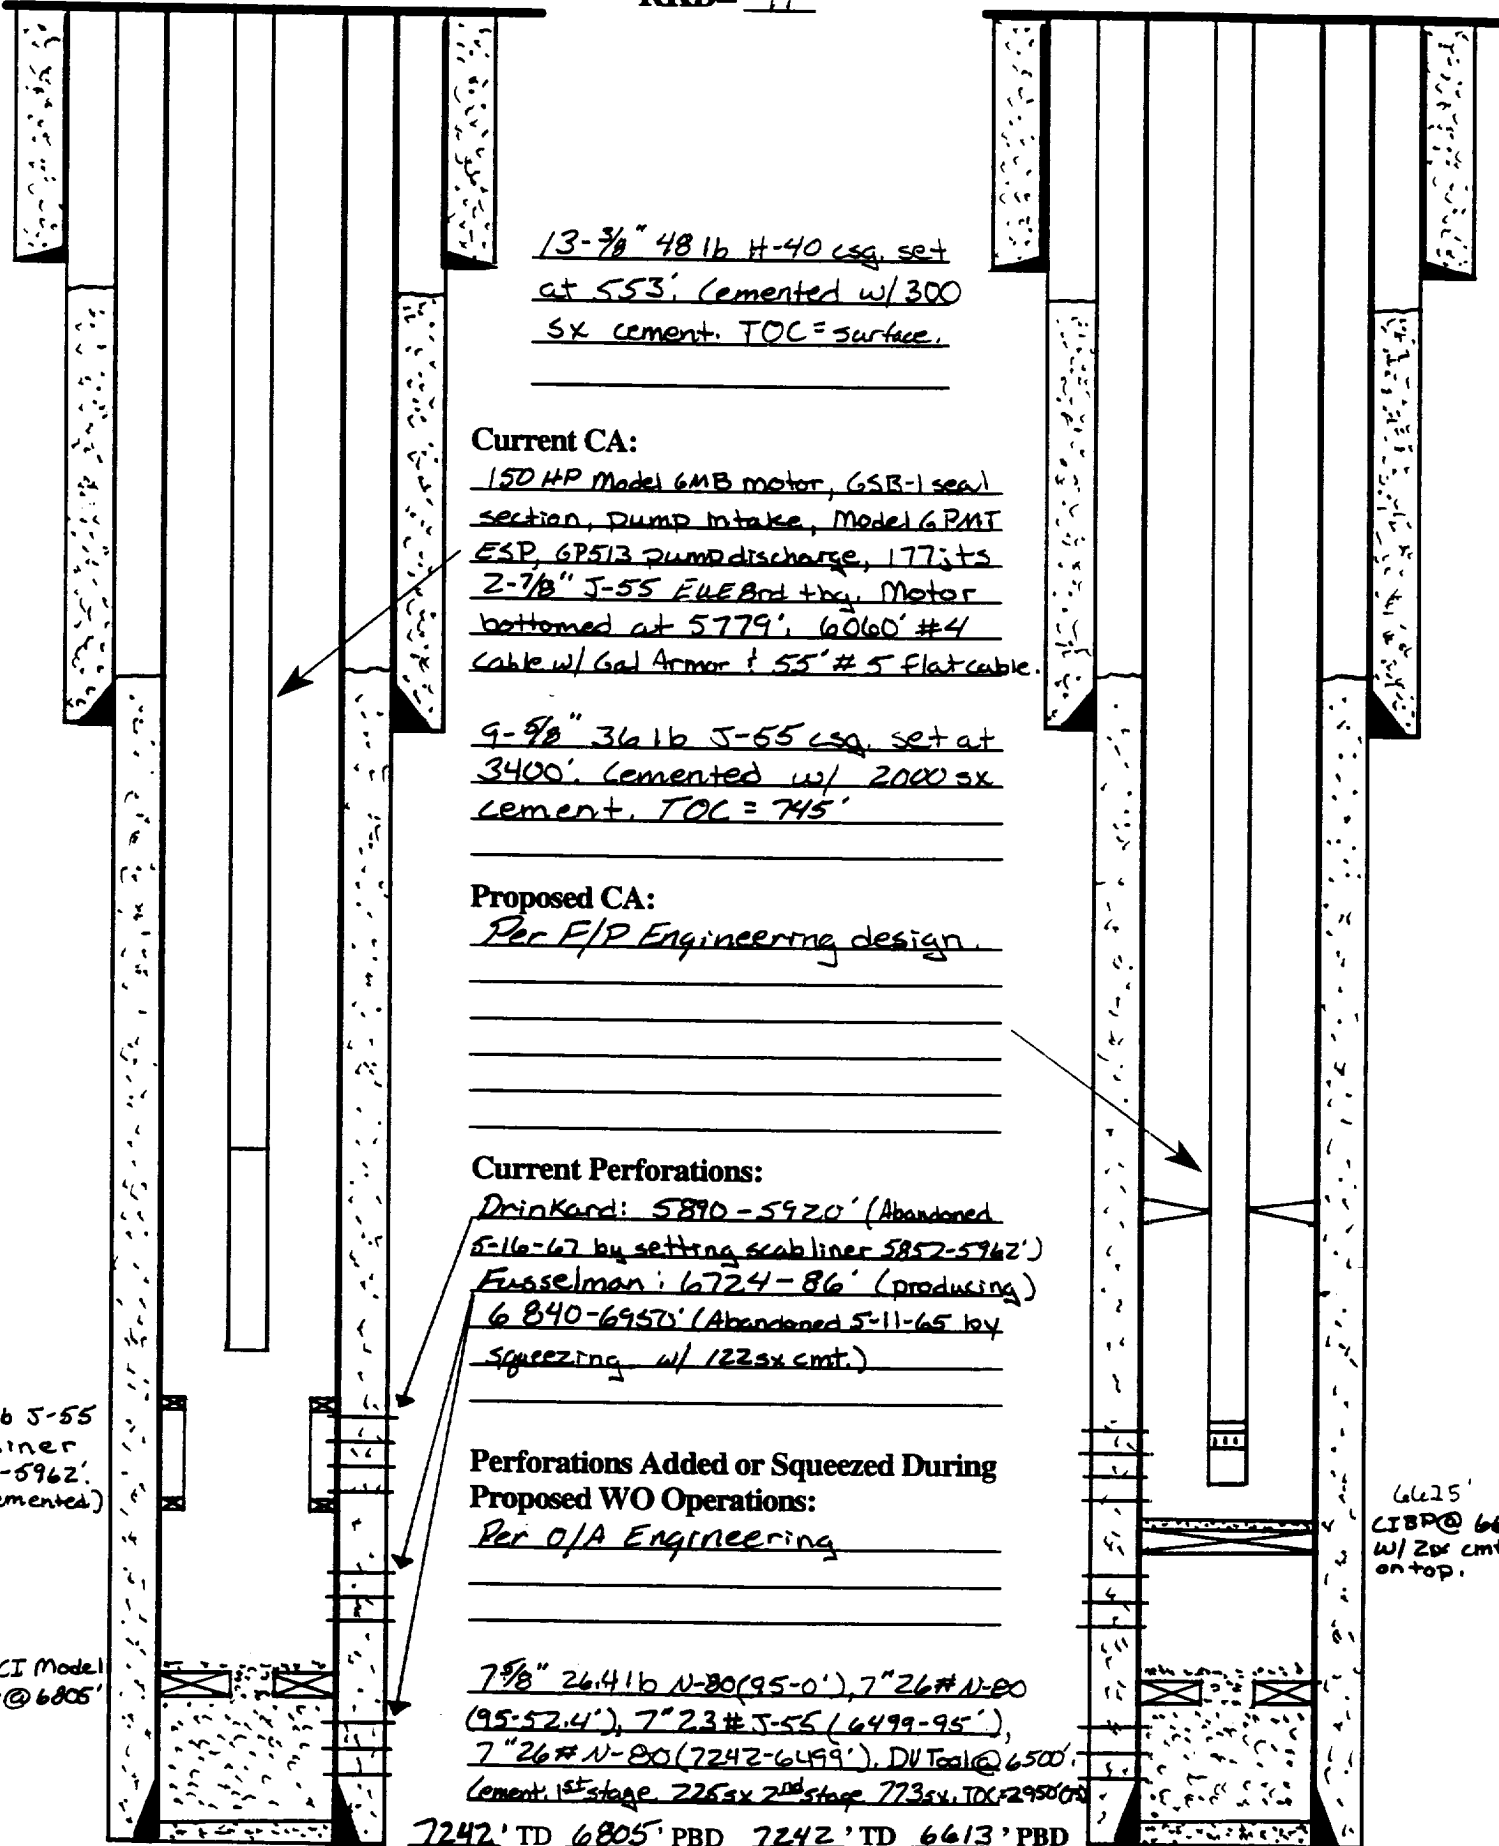 13-3/8" 48 lb H-40 csg. set
at 553'. Cemented w/ 300
sx cement. TOC = surface.
Current CA:
150 HP Model 6MB motor, GSB-1 seal
section, pump intake, Model GPMT
ESP, GP513 pump discharge, 177 jts
2-7/8" J-55 EUE 8rd tbg. Motor
bottomed at 5779'. 6060' #4
cable w/ Gal Armor & 55' #5 flat cable.
9-5/8" 36 lb J-55 csg. set at
3400'. Cemented w/ 2000 sx
cement. TOC = 745'
Proposed CA:
Per F/P Engineering design.
Current Perforations:
Drinkard: 5890-5920' (Abandoned
5-16-67 by setting scab liner 5852-5962')
Fusselman: 6724-86' (producing)
6840-6950' (Abandoned 5-11-65 by
squeezing w/ 122 sx cmt.)
b J-55
iner
-5962'.
emented.)
Perforations Added or Squeezed During
Proposed WO Operations:
Per O/A Engineering
6625'
CIBP @ 66
w/ 2sx cmt
on top.
CI Model
@ 6805'
7 5/8" 26.4 lb N-80 (95-0'), 7" 26# N-80
(95-52.4'), 7" 23# J-55 (6499-95'),
7" 26# N-80 (7242-6499'). DV Tool @ 6500'.
Cement. 1st stage 225sx 2nd stage 773sx. TOC=2950'
7242' TD 6805' PBD 7242' TD 6613' PBD